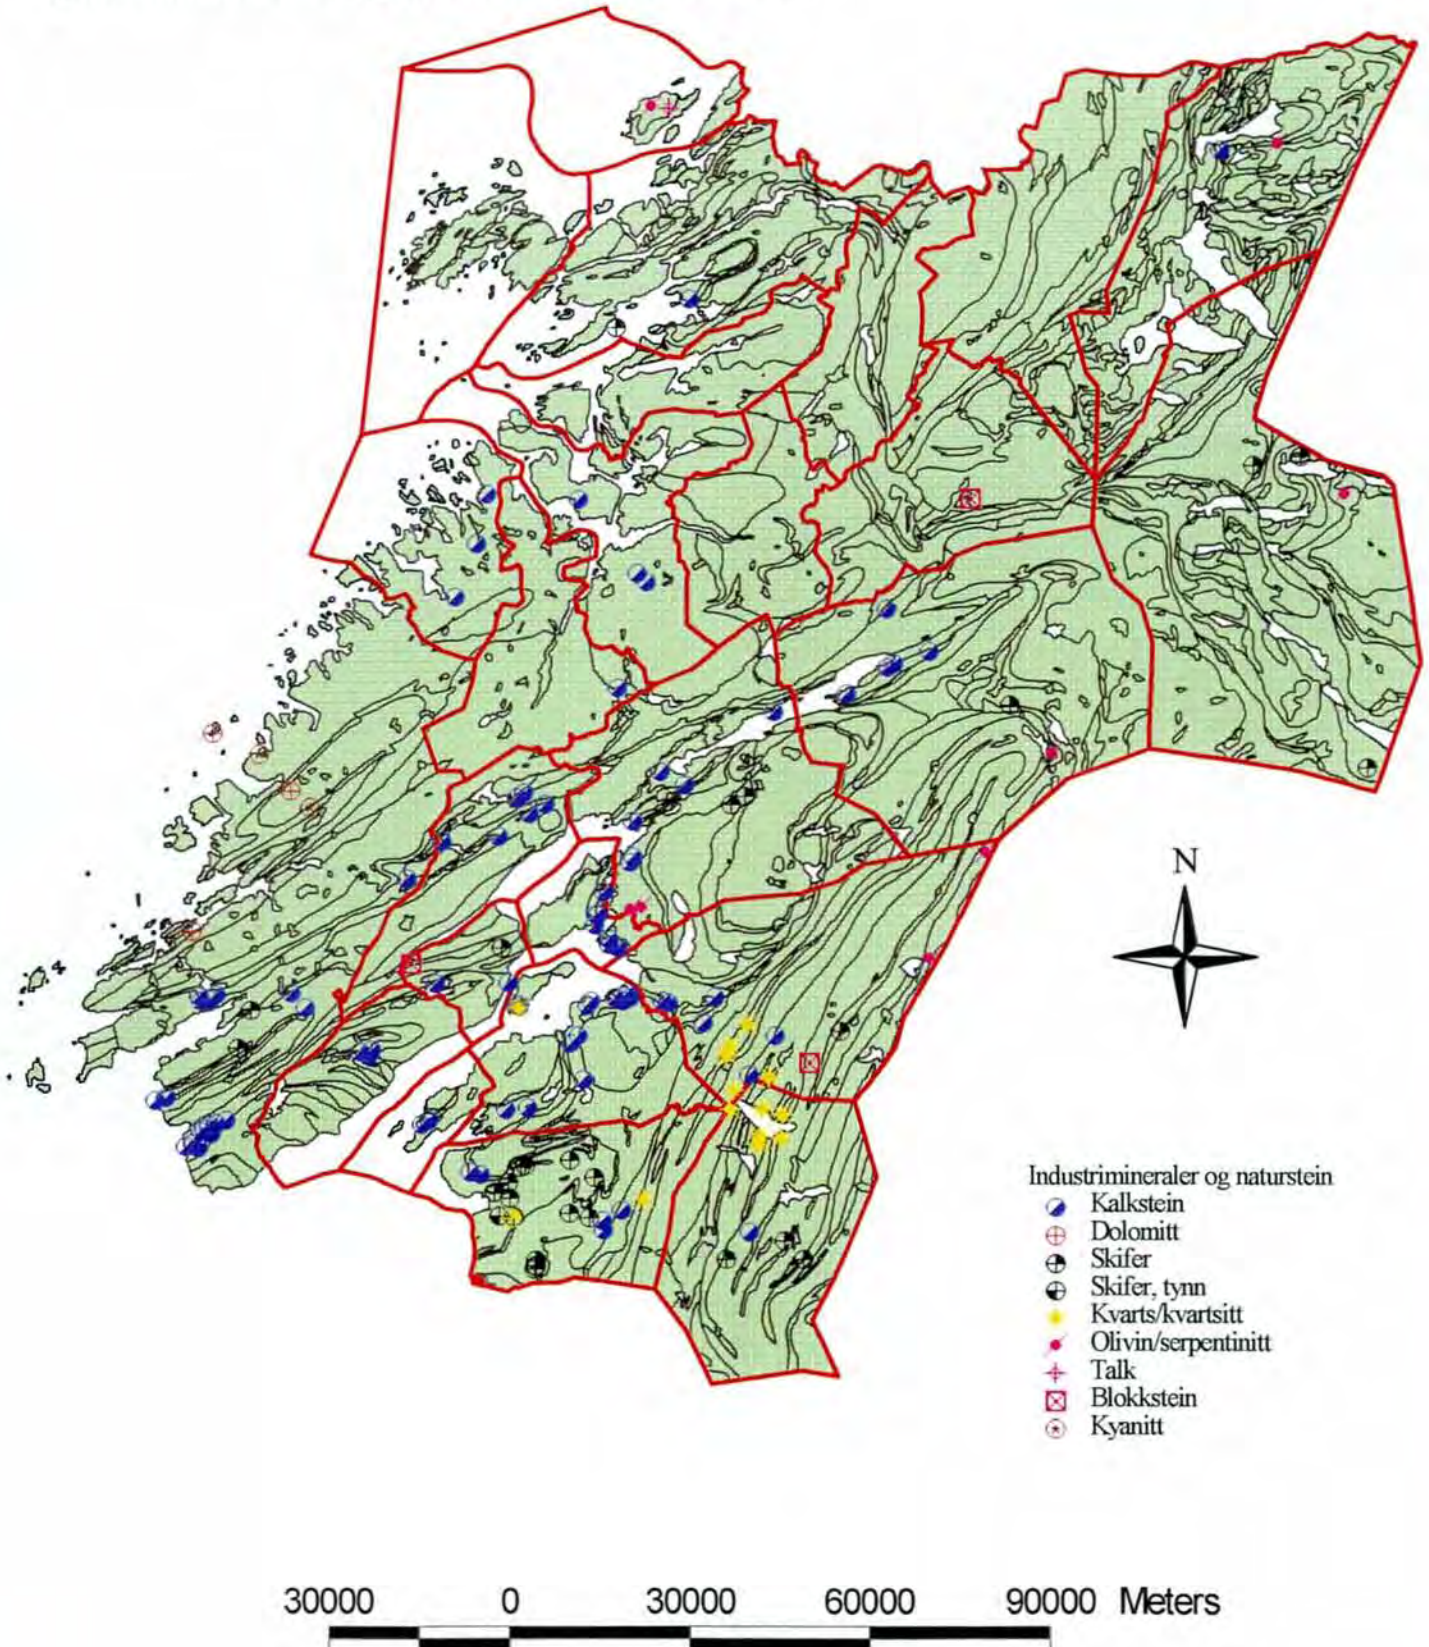 N
Industrimineraler og naturstein
Kalkstein
Dolomitt
Skifer
Skifer, tynn
Kvarts/kvartsitt
Olivin/serpentinitt
Talk
Blokkstein
Kyanitt
30000 0 30000 60000 90000 Meters